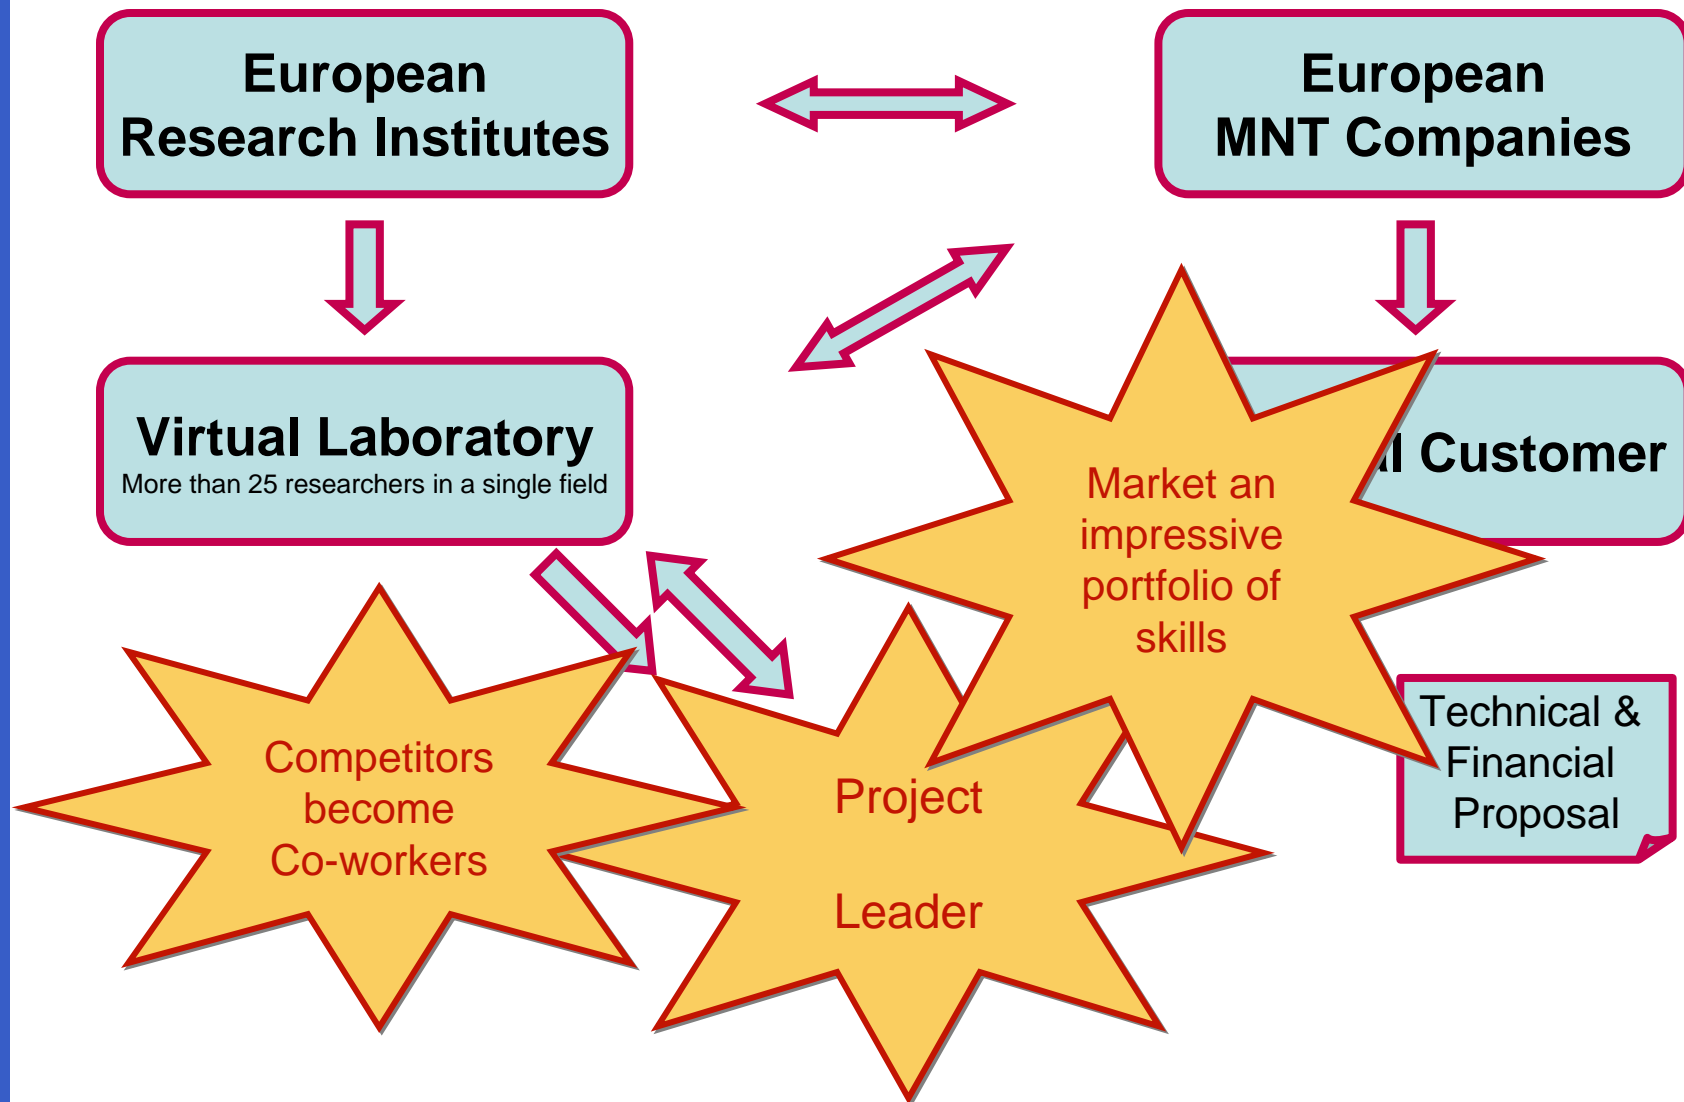 European
Research Institutes
European
MNT Companies
Virtual Laboratory
More than 25 researchers in a single field
Customer
Market an
impressive
portfolio of
skills
Technical &
Financial
Proposal
Competitors
become
Co-workers
Project
Leader